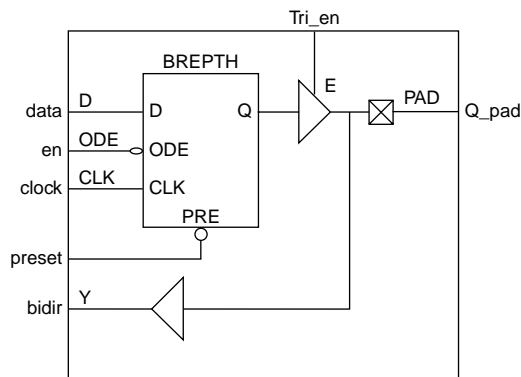 Tri_en
BREPTH
E
PAD
data D D Q Q_pad
en ODE ODE
clock CLK CLK
PRE
preset
bidir Y